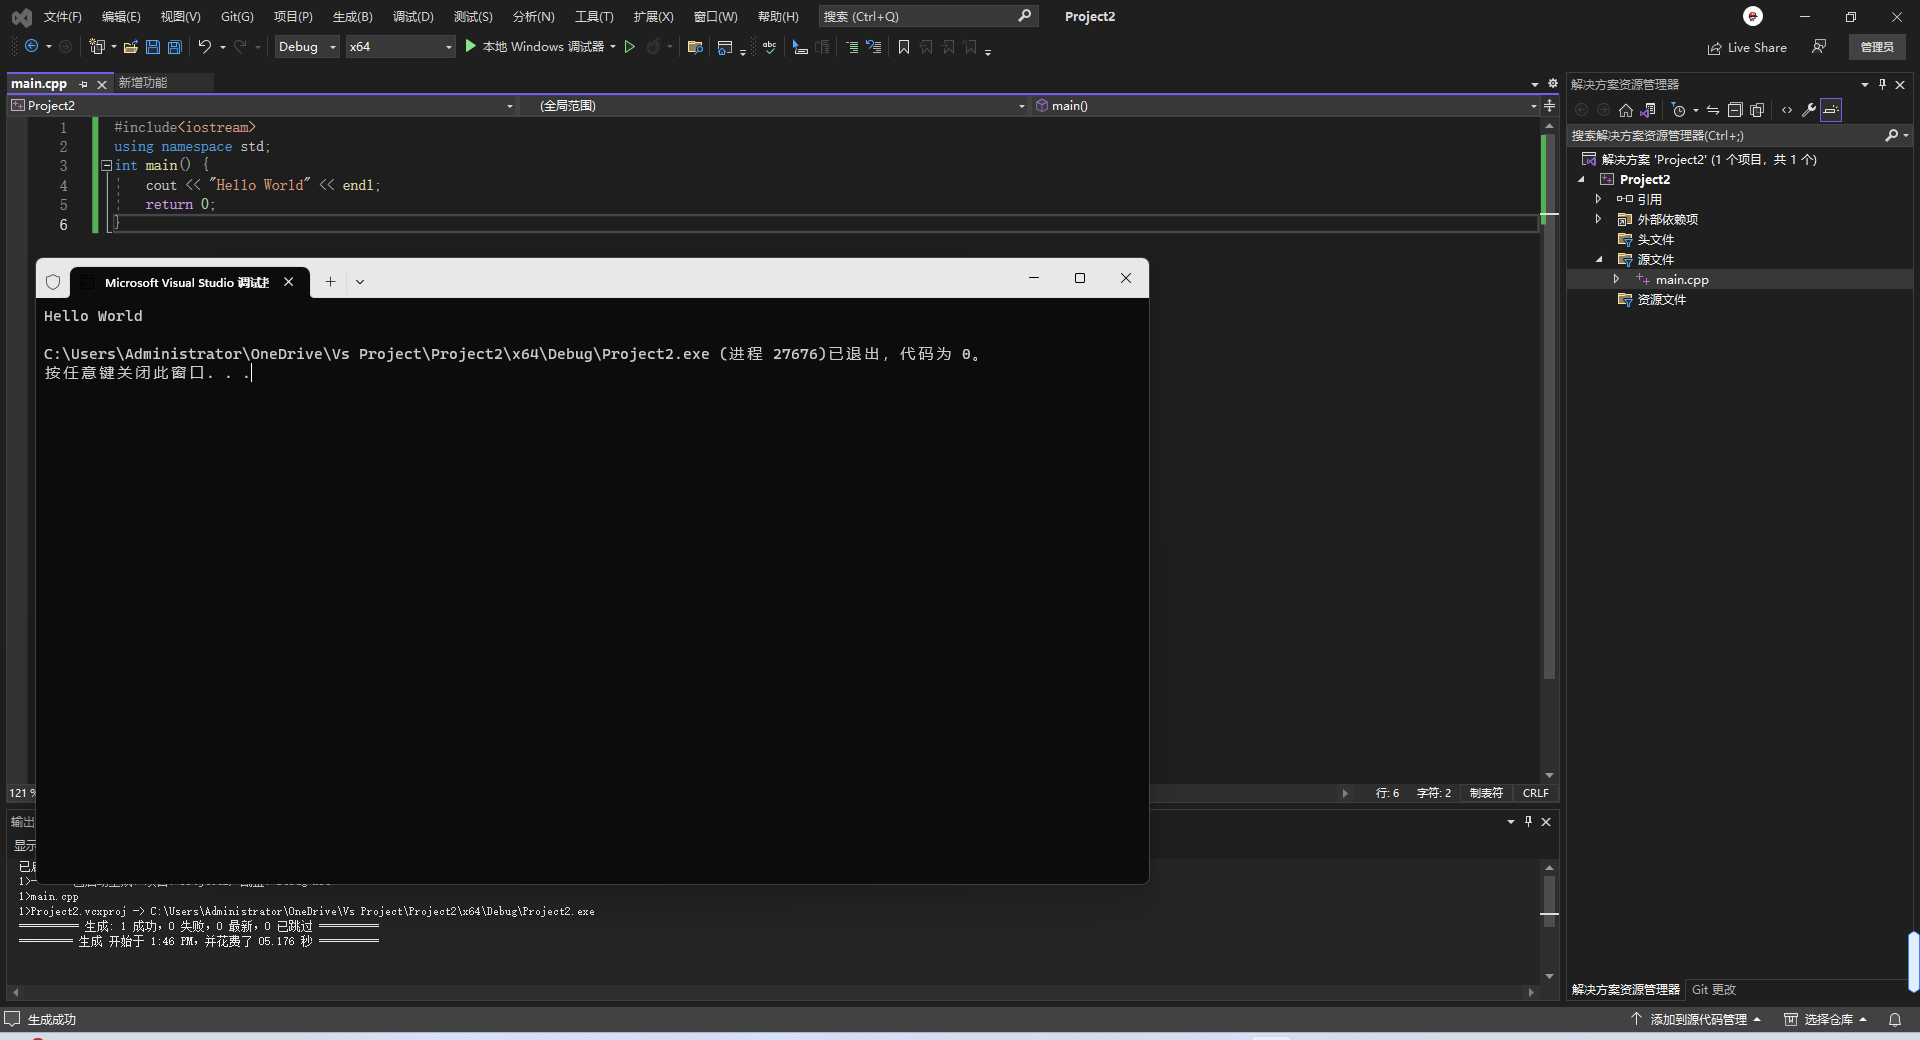 文件(F) 编辑(E) 视图(V) Git(G) 项目(P) 生成(B) 调试(D) 测试(S) 分析(N) 工具(T) 扩展(X) 窗口(W) 帮助(H) 搜索 (Ctrl+Q) Project2
Debug x64 本地 Windows 调试器 Live Share 管理员
main.cpp 新增功能
Project2 (全局范围) main()
1 #include<iostream>
2 using namespace std;
3 int main() {
4 cout << "Hello World" << endl;
5 return 0;
6 }
Microsoft Visual Studio 调试
Hello World
C:\Users\Administrator\OneDrive\Vs Project\Project2\x64\Debug\Project2.exe (进程 27676)已退出，代码为 0。
按任意键关闭此窗口. . .
121 % 行: 6 字符: 2 制表符 CRLF
输出
显示
1>main.cpp
1>Project2.vcxproj -> C:\Users\Administrator\OneDrive\Vs Project\Project2\x64\Debug\Project2.exe
========== 生成: 1 成功，0 失败，0 最新，0 已跳过 ==========
========= 生成 开始于 1:46 PM，并花费了 05.176 秒 ==========
解决方案资源管理器
搜索解决方案资源管理器(Ctrl+;)
解决方案 'Project2' (1 个项目，共 1 个)
Project2
引用
外部依赖项
头文件
源文件
main.cpp
资源文件
解决方案资源管理器 Git 更改
生成成功 添加到源代码管理 选择仓库